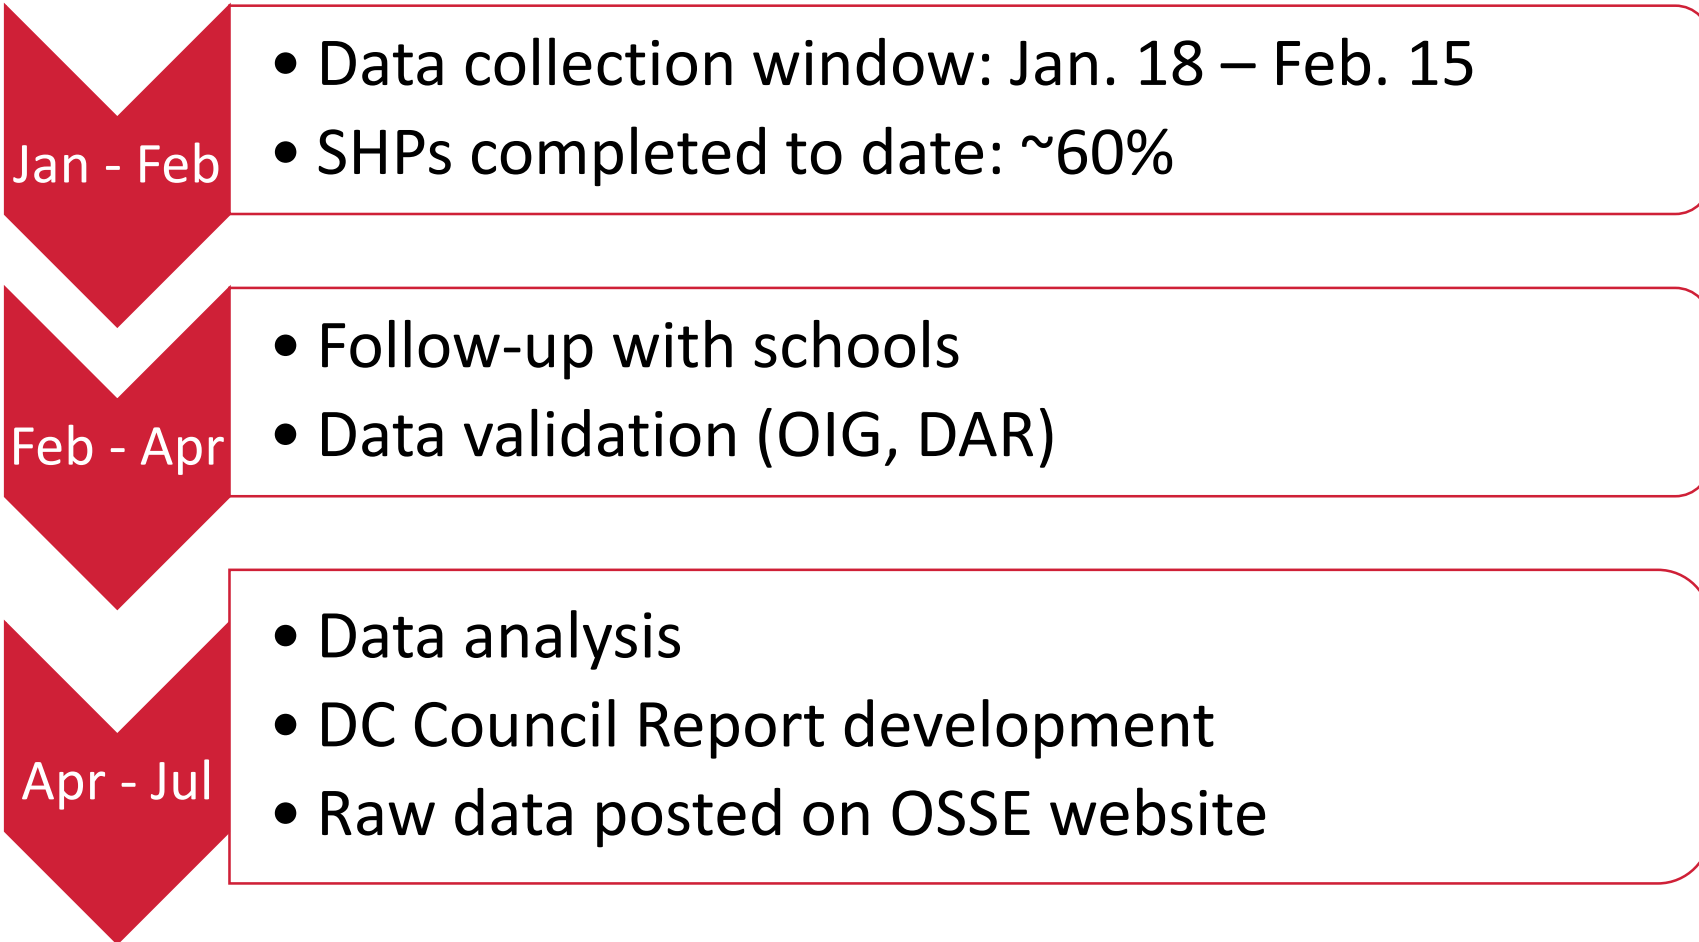 Jan - Feb
• Data collection window: Jan. 18 – Feb. 15
• SHPs completed to date: ~60%
Feb - Apr
• Follow-up with schools
• Data validation (OIG, DAR)
Apr - Jul
• Data analysis
• DC Council Report development
• Raw data posted on OSSE website